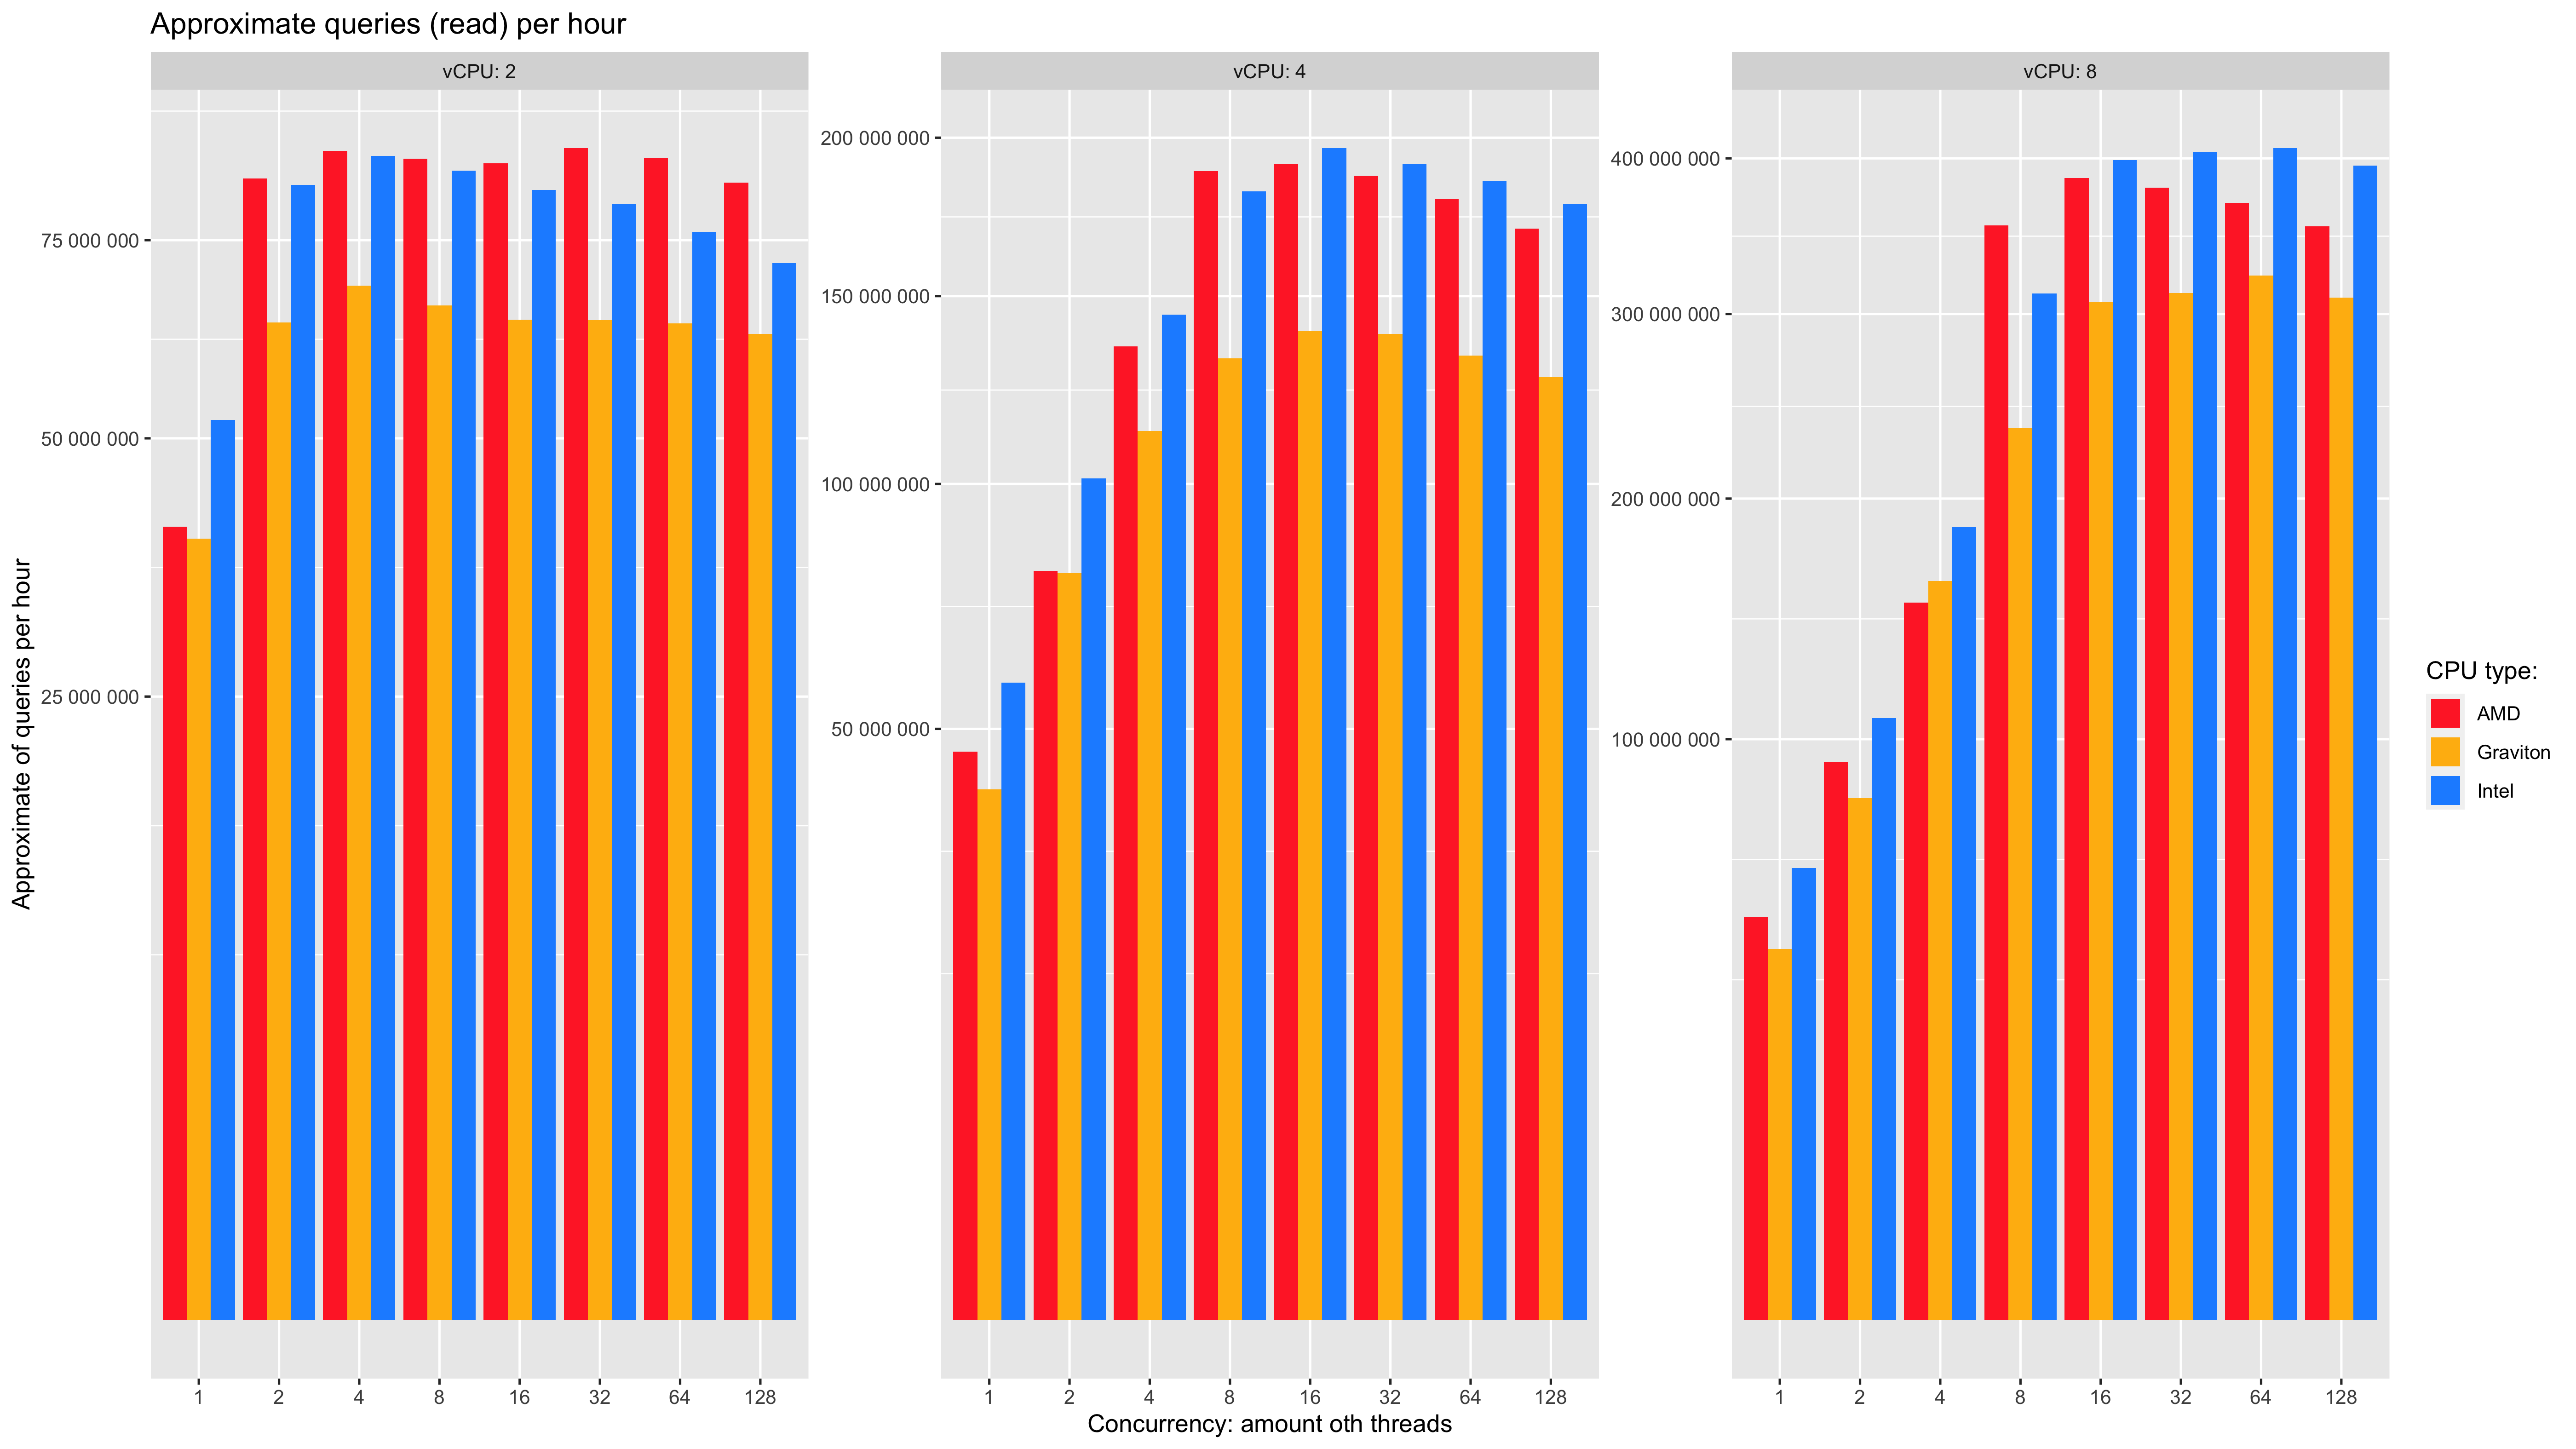 Approximate queries (read) per hour
vCPU: 2
vCPU: 4
vCPU: 8
Approximate of queries per hour
75 000 000
50 000 000
25 000 000
200 000 000
150 000 000
100 000 000
50 000 000
400 000 000
300 000 000
200 000 000
100 000 000
1 2 4 8 16 32 64 128
1 2 4 8 16 32 64 128
1 2 4 8 16 32 64 128
Concurrency: amount oth threads
CPU type:
AMD
Graviton
Intel